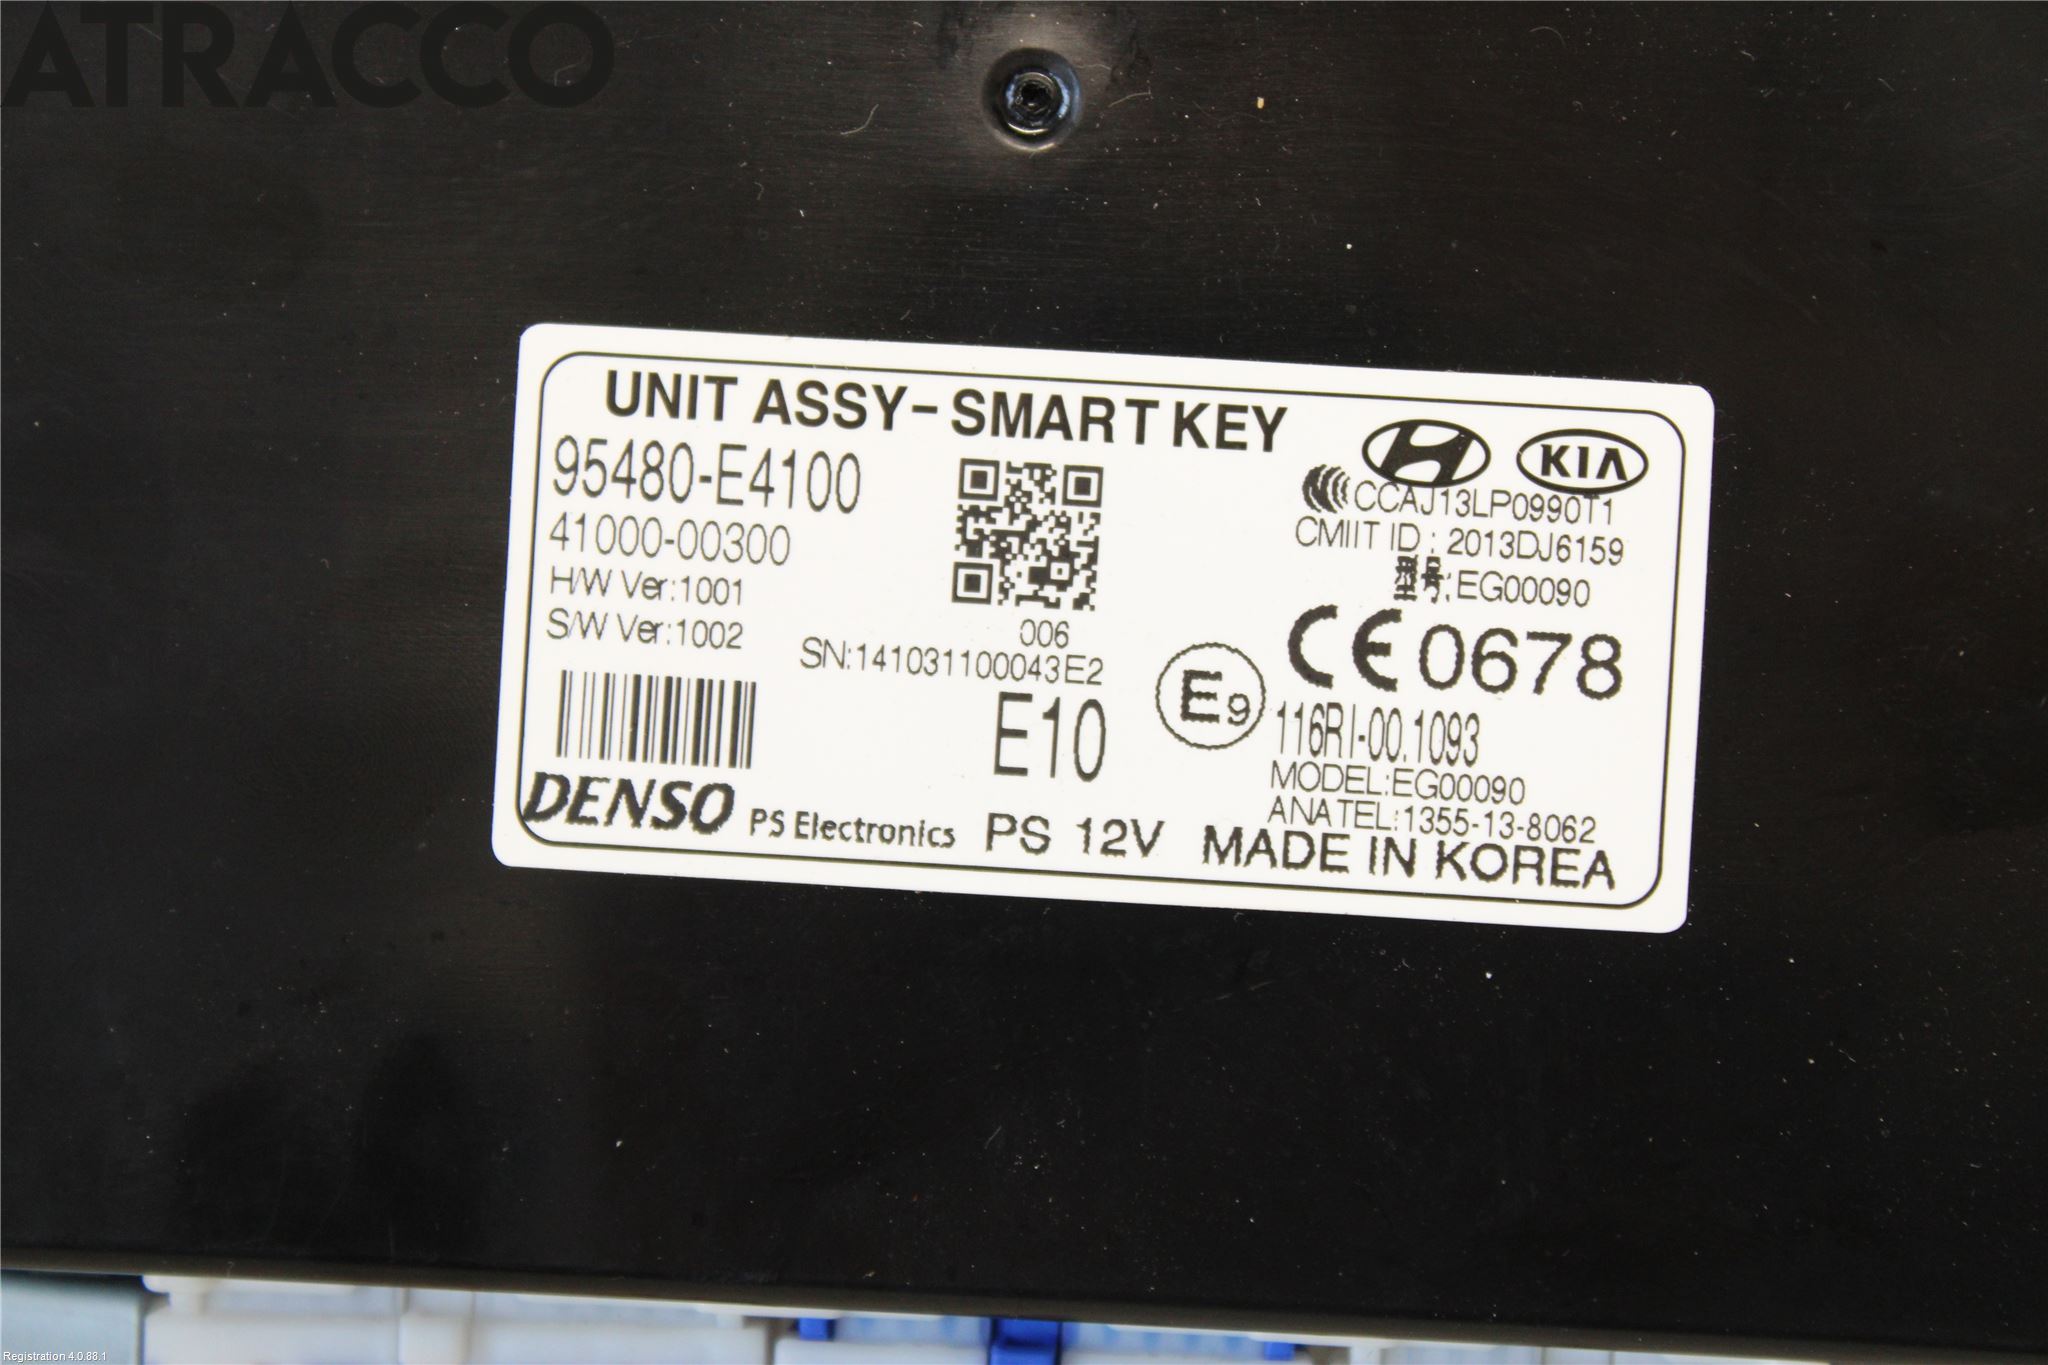 ATRACCO
UNIT ASSY-SMART KEY
95480-E4100
41000-00300
H/W Ver:1001
S/W Ver:1002
006
SN:141031100043E2
E10
DENSO PS Electronics PS 12V MADE IN KOREA
KIA
CCAJ13LP0990T1
CMIIT ID : 2013DJ6159
型号:EG00090
CE0678
E9
116RI-00.1093
MODEL:EG00090
ANATEL:1355-13-8062
Registration 4.0.88.1